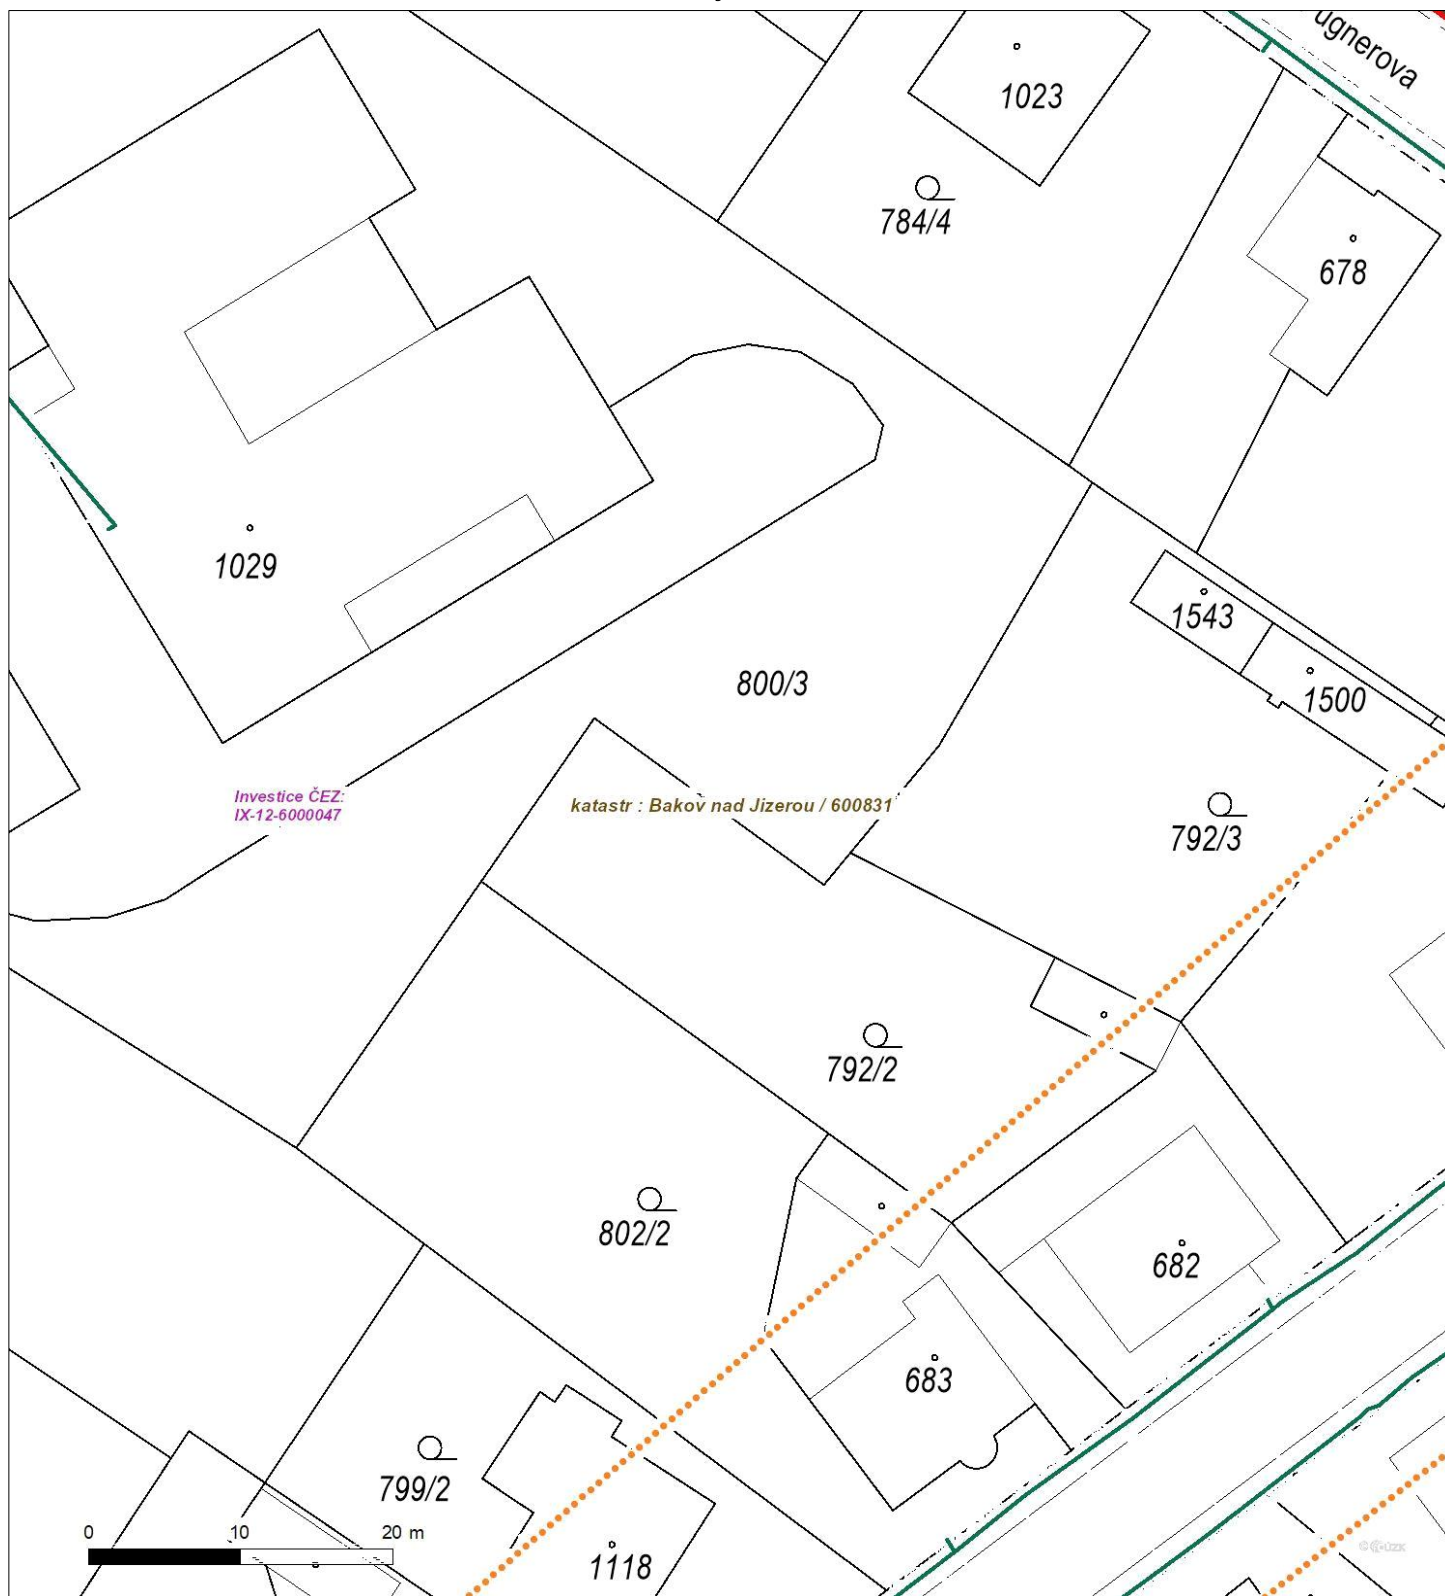 ugnerova
1023
784/4
678
1029
1543
1500
800/3
Investice ČEZ:
IX-12-6000047
katastr : Bakov nad Jizerou / 600831
792/3
792/2
802/2
682
683
799/2
1118
0 10 20 m